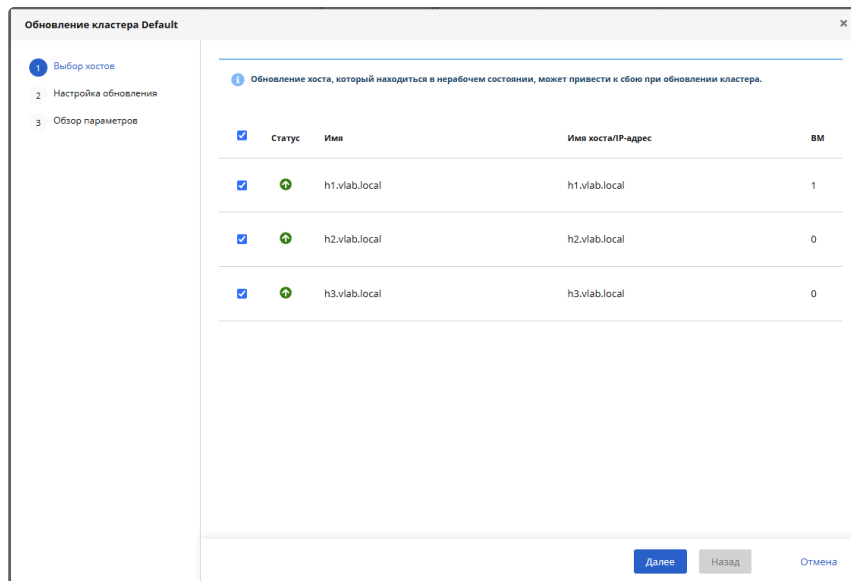 Обновление кластера Default
×
1 Выбор хостов
2 Настройка обновления
3 Обзор параметров
i Обновление хоста, который находиться в нерабочем состоянии, может привести к сбою при обновлении кластера.
Статус Имя Имя хоста/IP-адрес ВМ
h1.vlab.local h1.vlab.local 1
h2.vlab.local h2.vlab.local 0
h3.vlab.local h3.vlab.local 0
Далее Назад Отмена